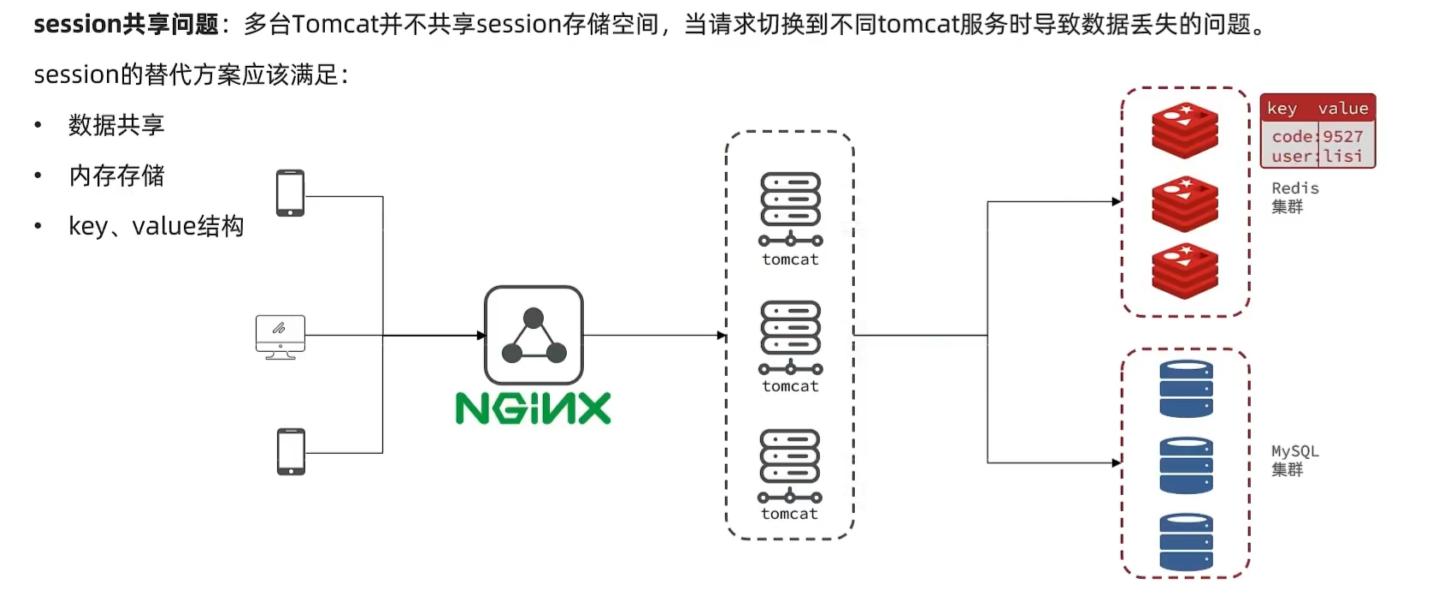 session共享问题：多台Tomcat并不共享session存储空间，当请求切换到不同tomcat服务时导致数据丢失的问题。
session的替代方案应该满足：
• 数据共享
• 内存存储
• key、value结构
NGiNX
tomcat
tomcat
tomcat
key value
code:9527
user:lisi
Redis
集群
MySQL
集群